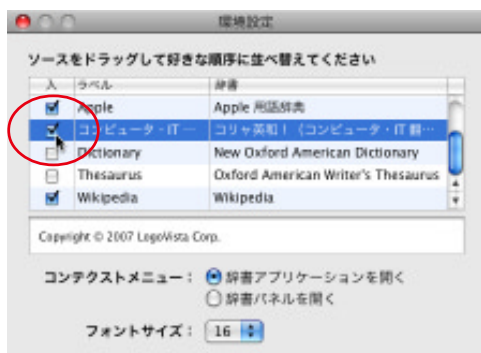 環境設定
ソースをドラッグして好きな順序に並べ替えてください
入 ラベル 辞書
Apple Apple 用語辞典
コンピュータ・IT … コリャ英和!(コンピュータ・IT 翻…
Dictionary New Oxford American Dictionary
Thesaurus Oxford American Writer's Thesaurus
Wikipedia Wikipedia
Copyright © 2007 LogoVista Corp.
コンテクストメニュー: 辞書アプリケーションを開く
辞書パネルを開く
フォントサイズ: 16